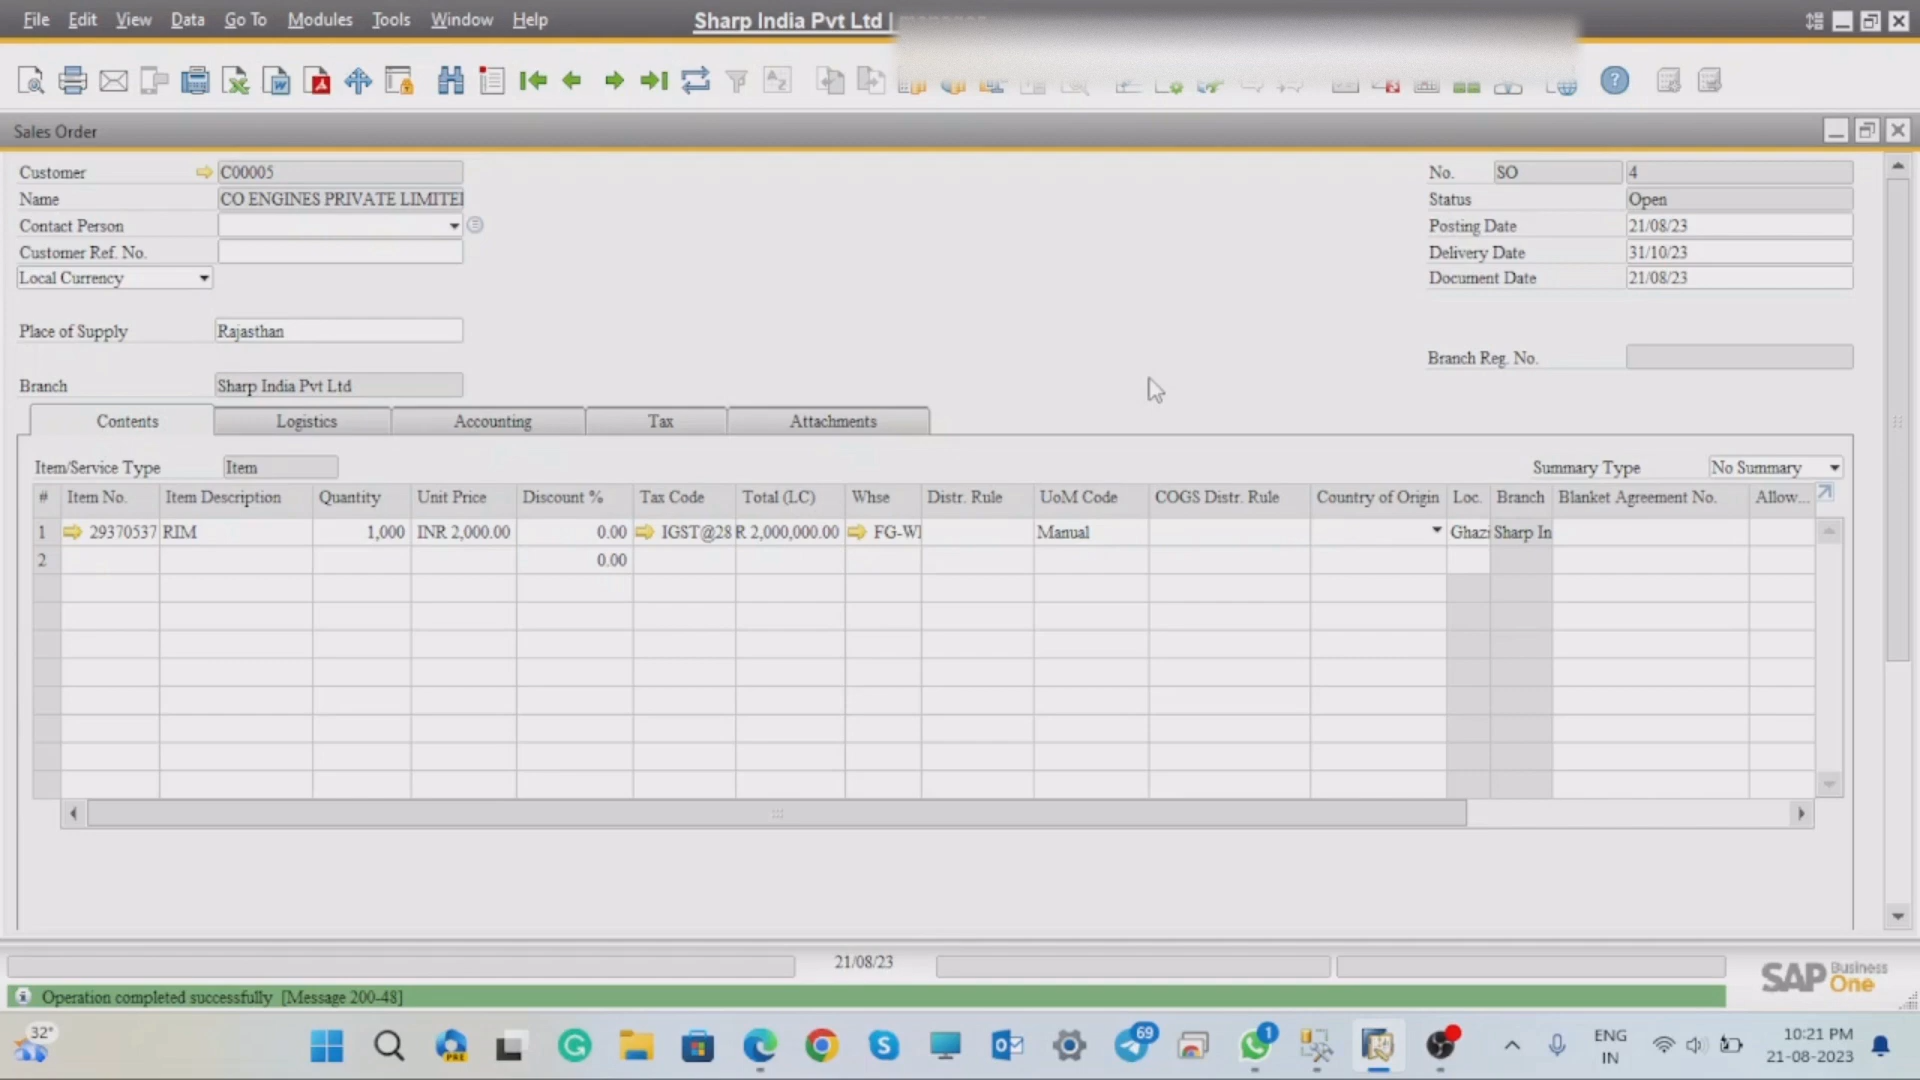 File Edit View Data Go To Modules Tools Window Help
Sharp India Pvt Ltd |
Sales Order
Customer C00005
Name CO ENGINES PRIVATE LIMITE
Contact Person
Customer Ref. No.
Local Currency
Place of Supply Rajasthan
Branch Sharp India Pvt Ltd
No. SO 4
Status Open
Posting Date 21/08/23
Delivery Date 31/10/23
Document Date 21/08/23
Branch Reg. No.
Contents Logistics Accounting Tax Attachments
Item/Service Type Item
Summary Type No Summary
# Item No. Item Description Quantity Unit Price Discount % Tax Code Total (LC) Whse Distr. Rule UoM Code COGS Distr. Rule Country of Origin Loc. Branch Blanket Agreement No. Allow...
1 29370537 RIM 1,000 INR 2,000.00 0.00 IGST@28 R 2,000,000.00 FG-W Manual Ghazi Sharp In
2 0.00
21/08/23
SAP Business One
Operation completed successfully [Message 200-48]
32°
PRE
69
1
ENG
IN
10:21 PM
21-08-2023